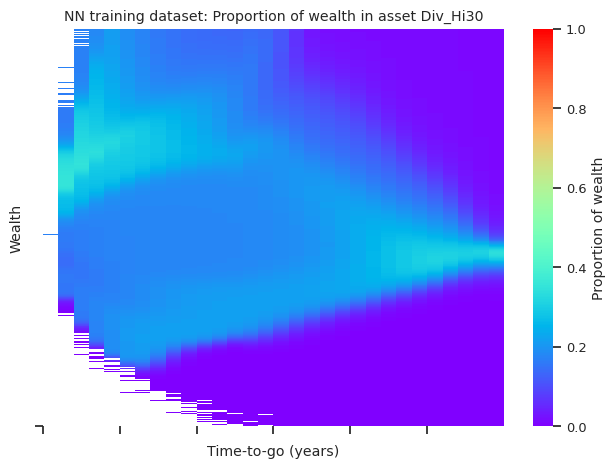 NN training dataset: Proportion of wealth in asset Div_Hi30
Wealth
Time-to-go (years)
1.0
0.8
0.6
0.4
0.2
0.0
Proportion of wealth